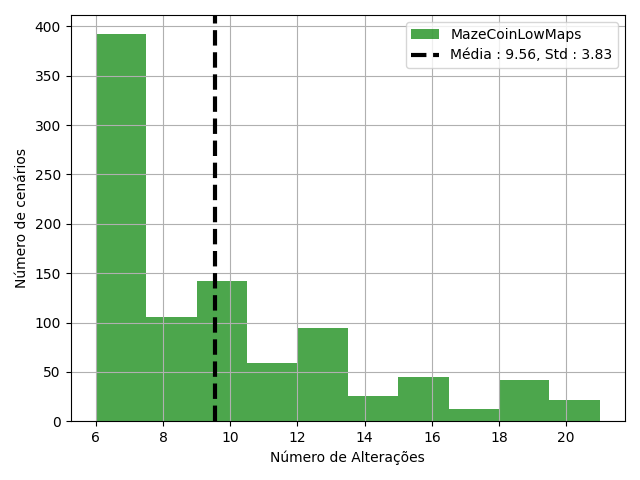 MazeCoinLowMaps
Média : 9.56, Std : 3.83
Número de cenários
400
350
300
250
200
150
100
50
0
6 8 10 12 14 16 18 20
Número de Alterações